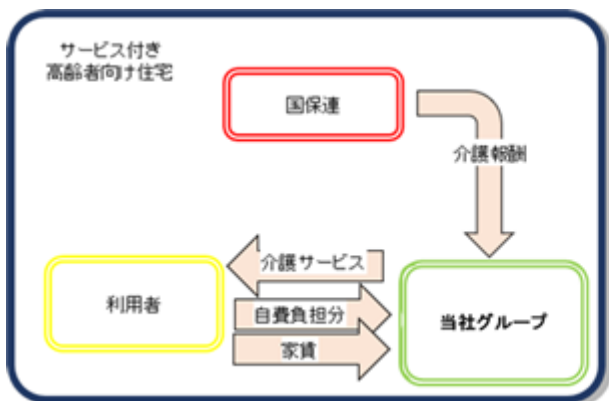 サービス付き
高齢者向け住宅
国保連
介護報酬
介護サービス
利用者
自費負担分
当社グループ
家賃